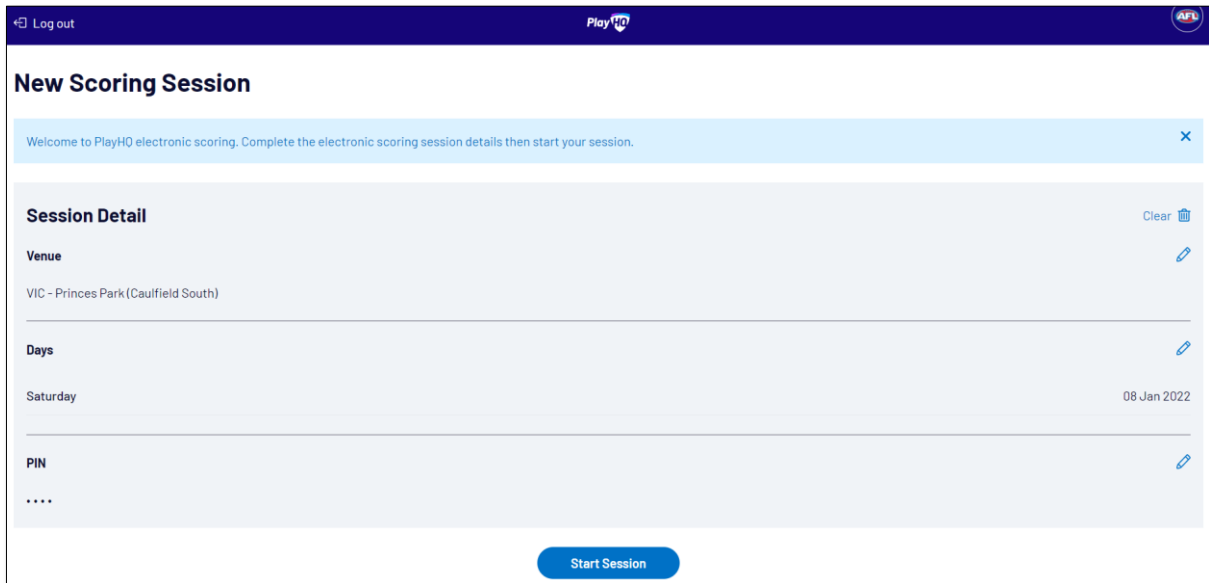 Log out
PlayHQ
AFL
New Scoring Session
Welcome to PlayHQ electronic scoring. Complete the electronic scoring session details then start your session.
Session Detail
Clear
Venue
VIC - Princes Park (Caulfield South)
Days
Saturday 08 Jan 2022
PIN
••••
Start Session